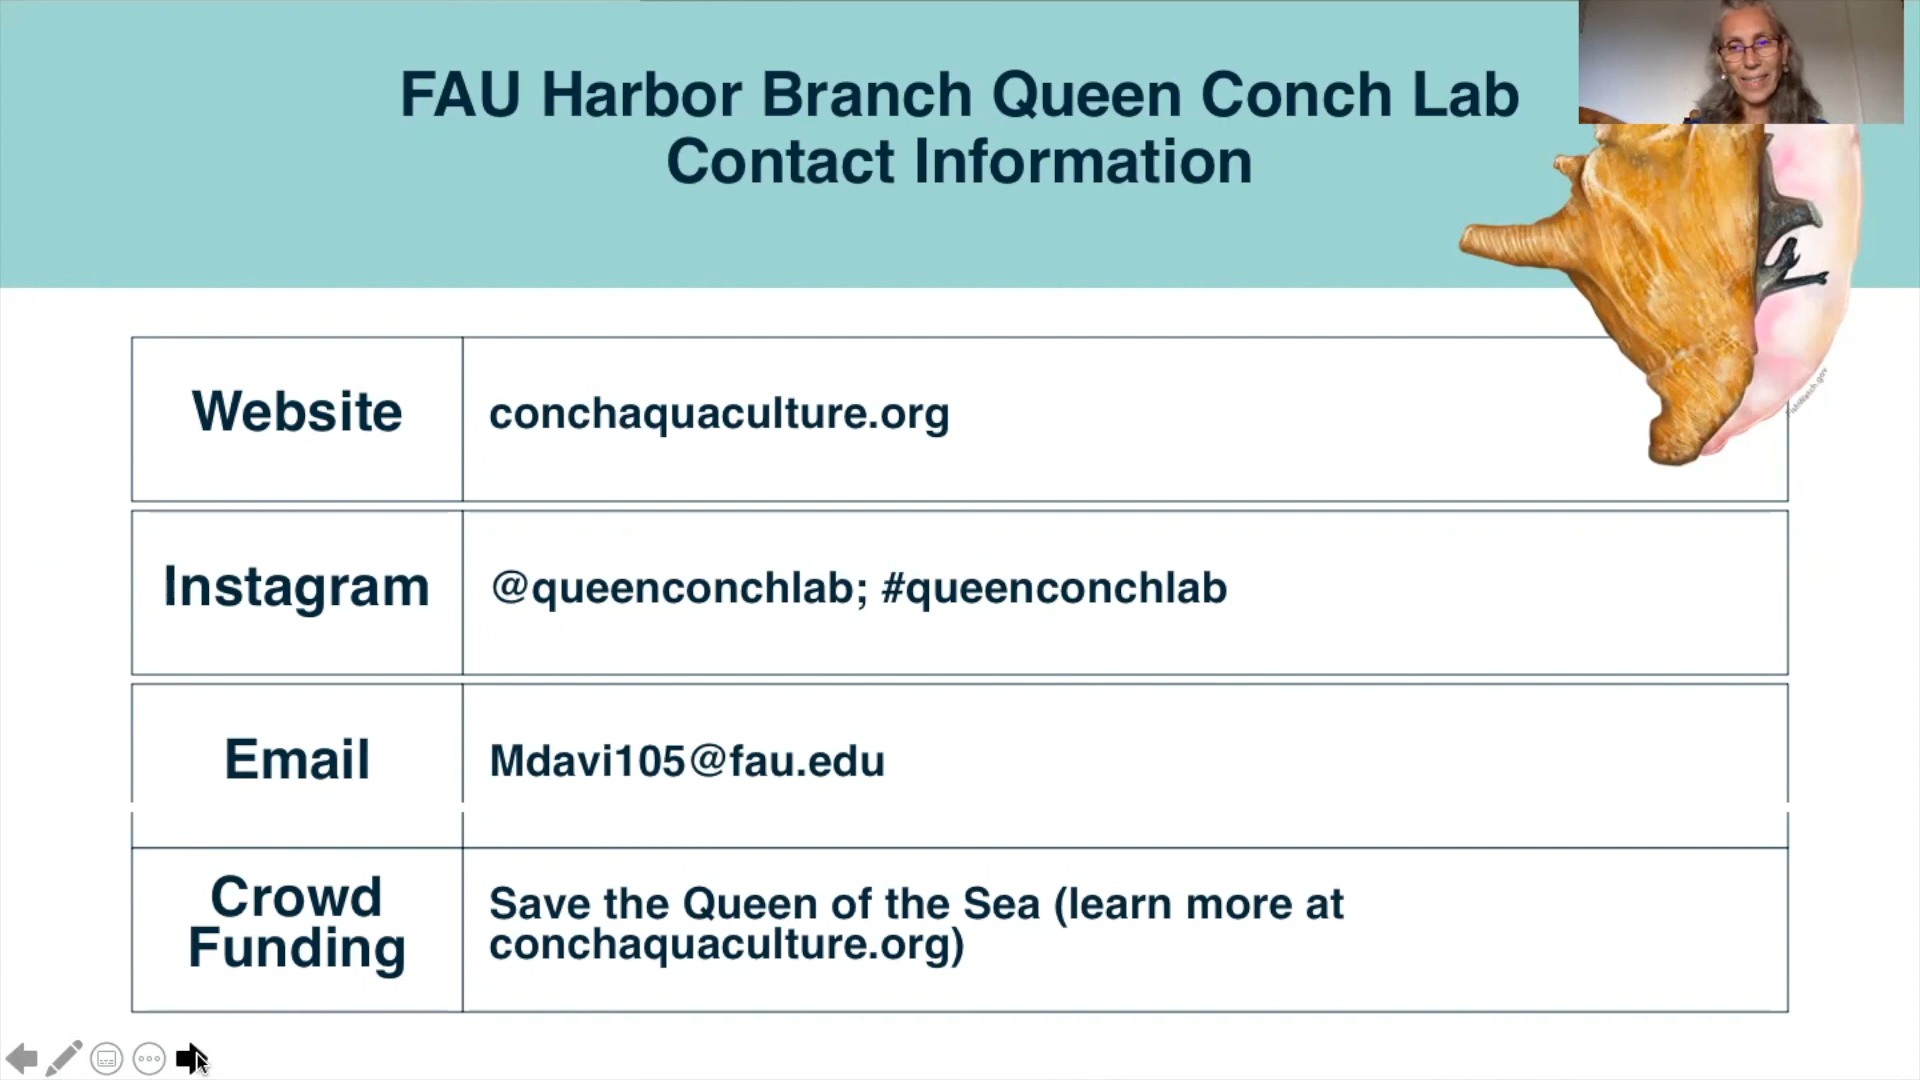 FAU Harbor Branch Queen Conch Lab
Contact Information
Website
conchaquaculture.org
Instagram
@queenconchlab; #queenconchlab
Email
Mdavi105@fau.edu
Crowd
Funding
Save the Queen of the Sea (learn more at
conchaquaculture.org)